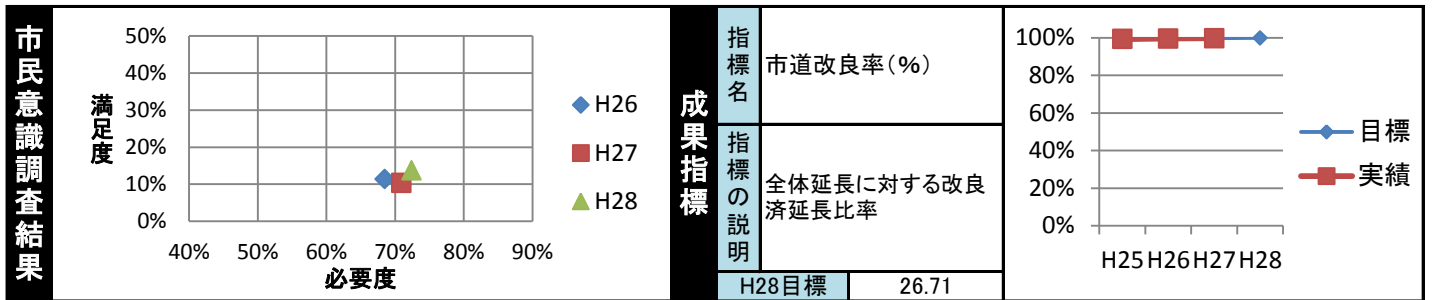 市民意識調査結果
満足度
50%
40%
30%
20%
10%
0%
40% 50% 60% 70% 80% 90%
必要度
H26
H27
H28
成果指標
指標名
市道改良率(%)
指標の説明
全体延長に対する改良
済延長比率
H28目標 26.71
100%
80%
60%
40%
20%
0%
H25 H26 H27 H28
目標
実績